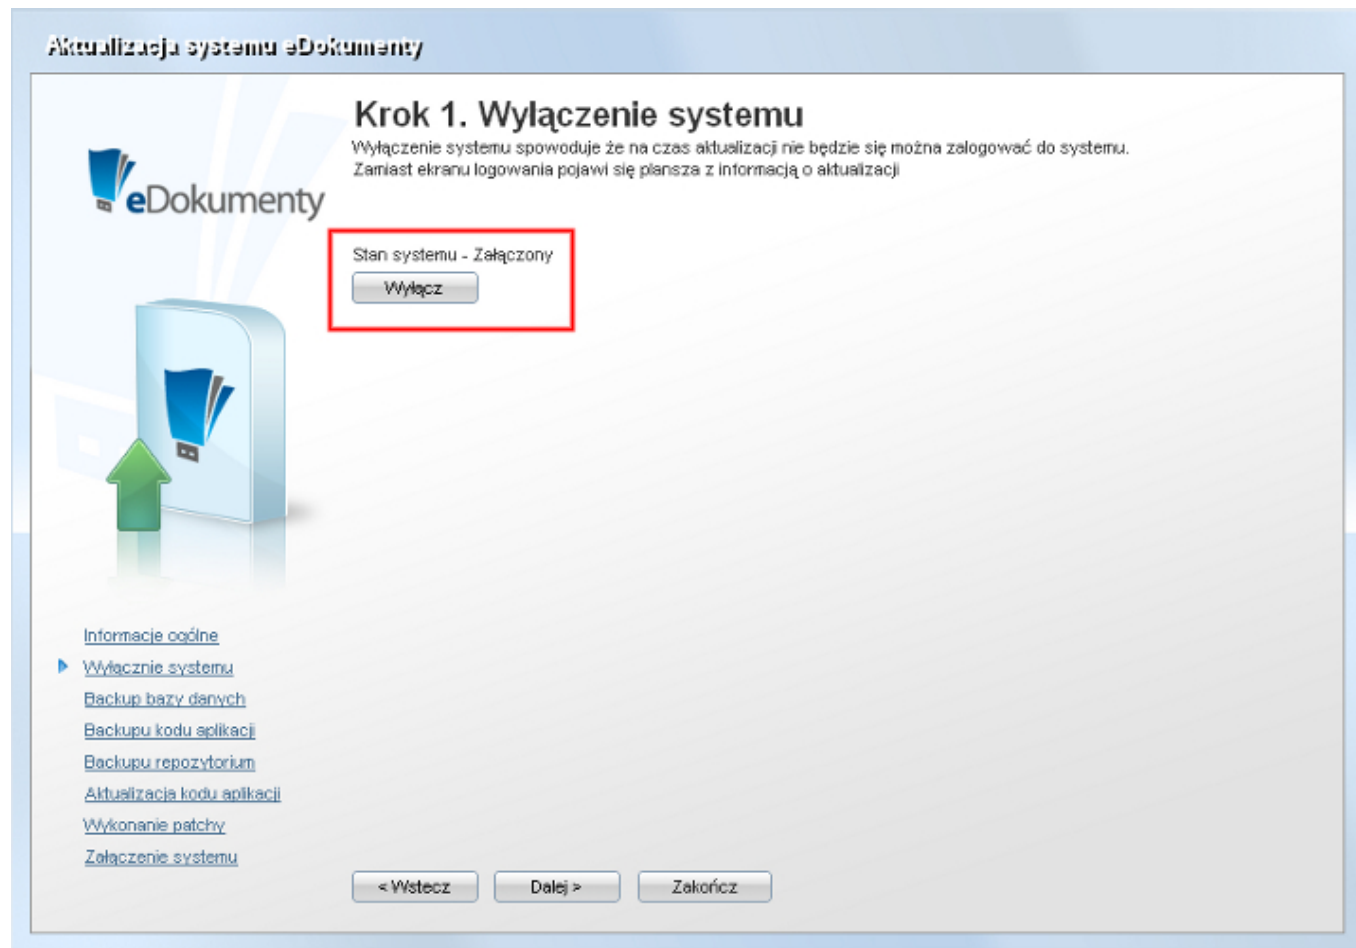 Aktualizacja systemu eDokumenty
eDokumenty
Krok 1. Wyłączenie systemu
Wyłączenie systemu spowoduje że na czas aktualizacji nie będzie się można zalogować do systemu.
Zamiast ekranu logowania pojawi się plansza z informacją o aktualizacji
Stan systemu - Załączony
Wyłącz
Informacje ogólne
Wyłącznie systemu
Backup bazy danych
Backupu kodu aplikacji
Backupu repozytorium
Aktualizacja kodu aplikacji
Wykonanie patchy
Załączenie systemu
< Wstecz Dalej > Zakończ